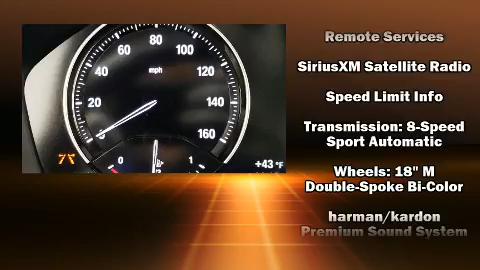 80
60
100
40
120
mph
20
140
160
0
1
+43 °F
Remote Services
SiriusXM Satellite Radio
Speed Limit Info
Transmission: 8-Speed
Sport Automatic
Wheels: 18" M
Double-Spoke Bi-Color
harman/kardon
Premium Sound System